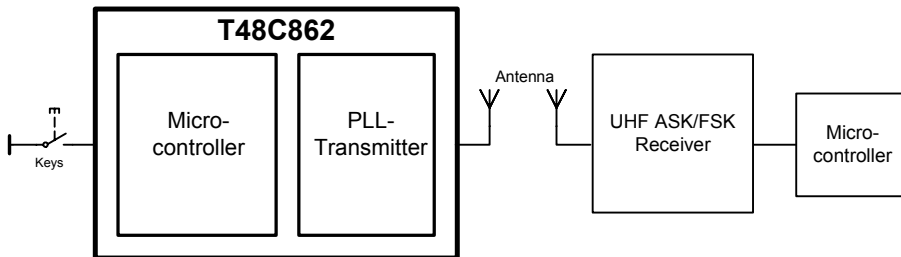 T48C862
Micro-
controller
PLL-
Transmitter
Keys
Antenna
UHF ASK/FSK
Receiver
Micro-
controller